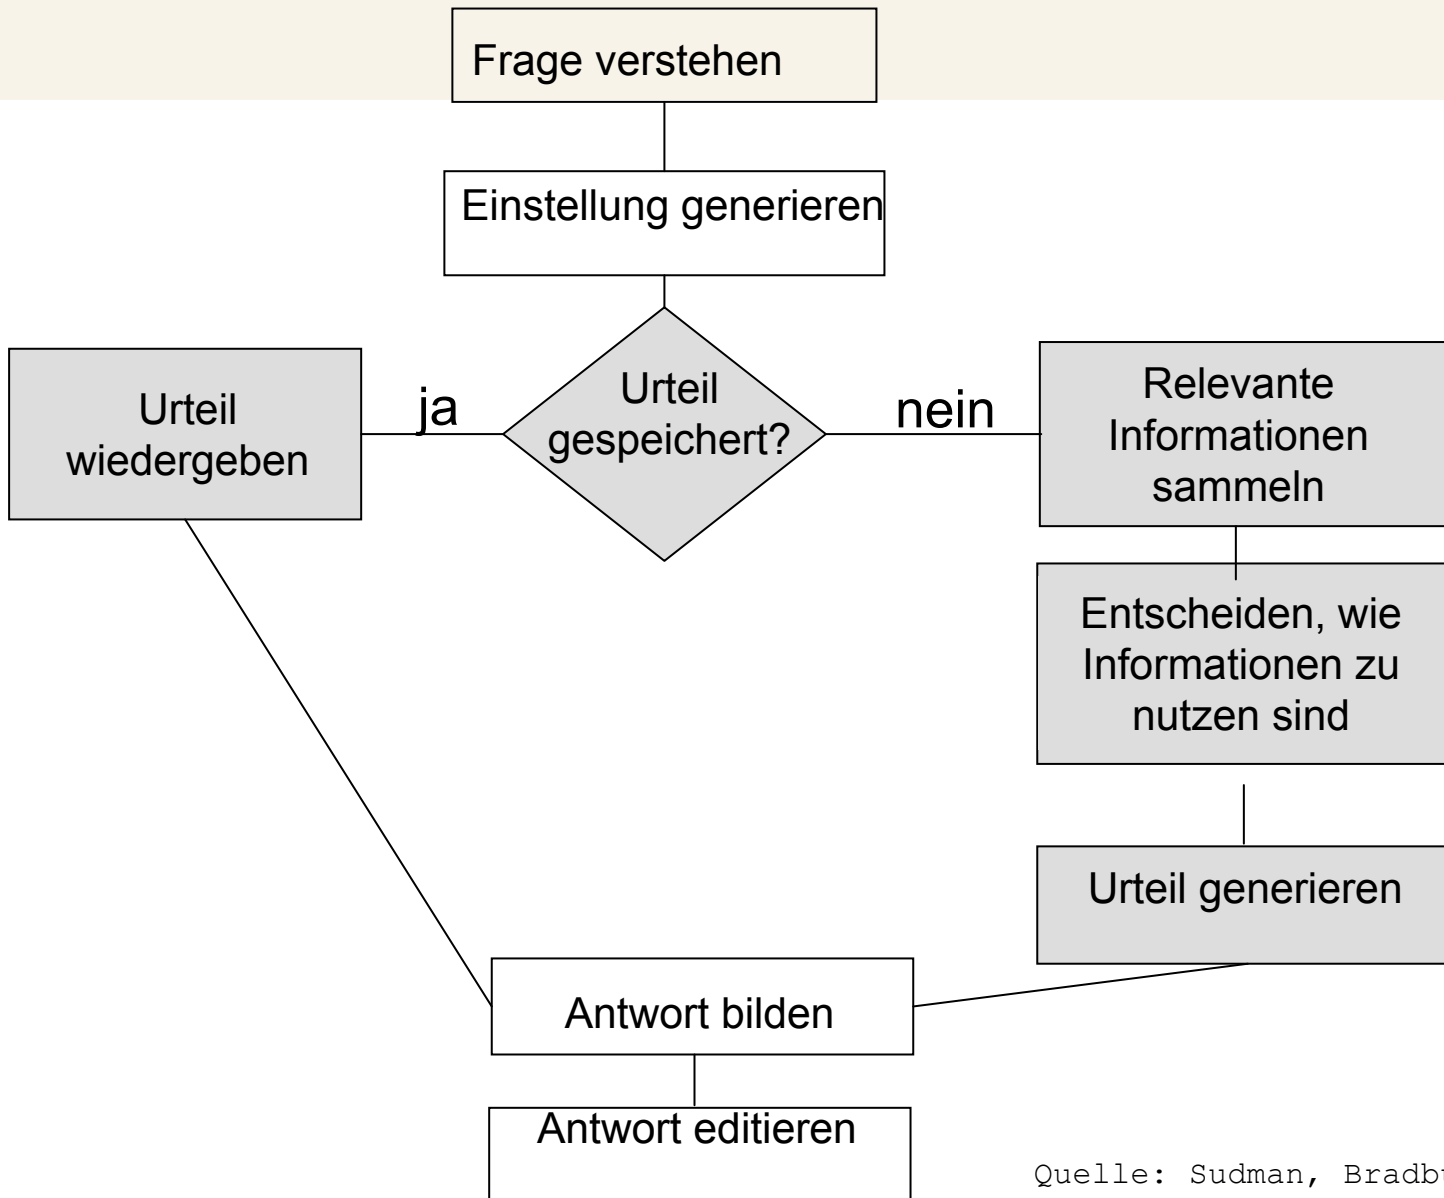 Frage verstehen
Einstellung generieren
Urteil
gespeichert?
ja
nein
Urteil
wiedergeben
Relevante
Informationen
sammeln
Entscheiden, wie
Informationen zu
nutzen sind
Urteil generieren
Antwort bilden
Antwort editieren
Quelle: Sudman,